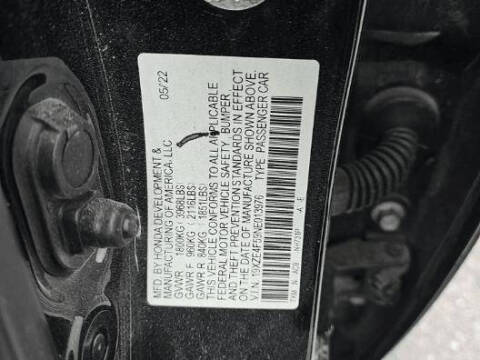 MFD BY HONDA DEVELOPMENT & 05/22
MANUFACTURING OF AMERICA, LLC
GVWR 1800KG( 3968LBS)
GAWR F 960KG( 2116LBS)
GAWR R 840KG( 1851LBS)
THIS VEHICLE CONFORMS TO ALL APPLICABLE
FEDERAL MOTOR VEHICLE SAFETY, BUMPER,
AND THEFT PREVENTION STANDARDS IN EFFECT
ON THE DATE OF MANUFACTURE SHOWN ABOVE.
V.I.N. 19XZE4F59NE013976 TYPE PASSENGER CAR
A E